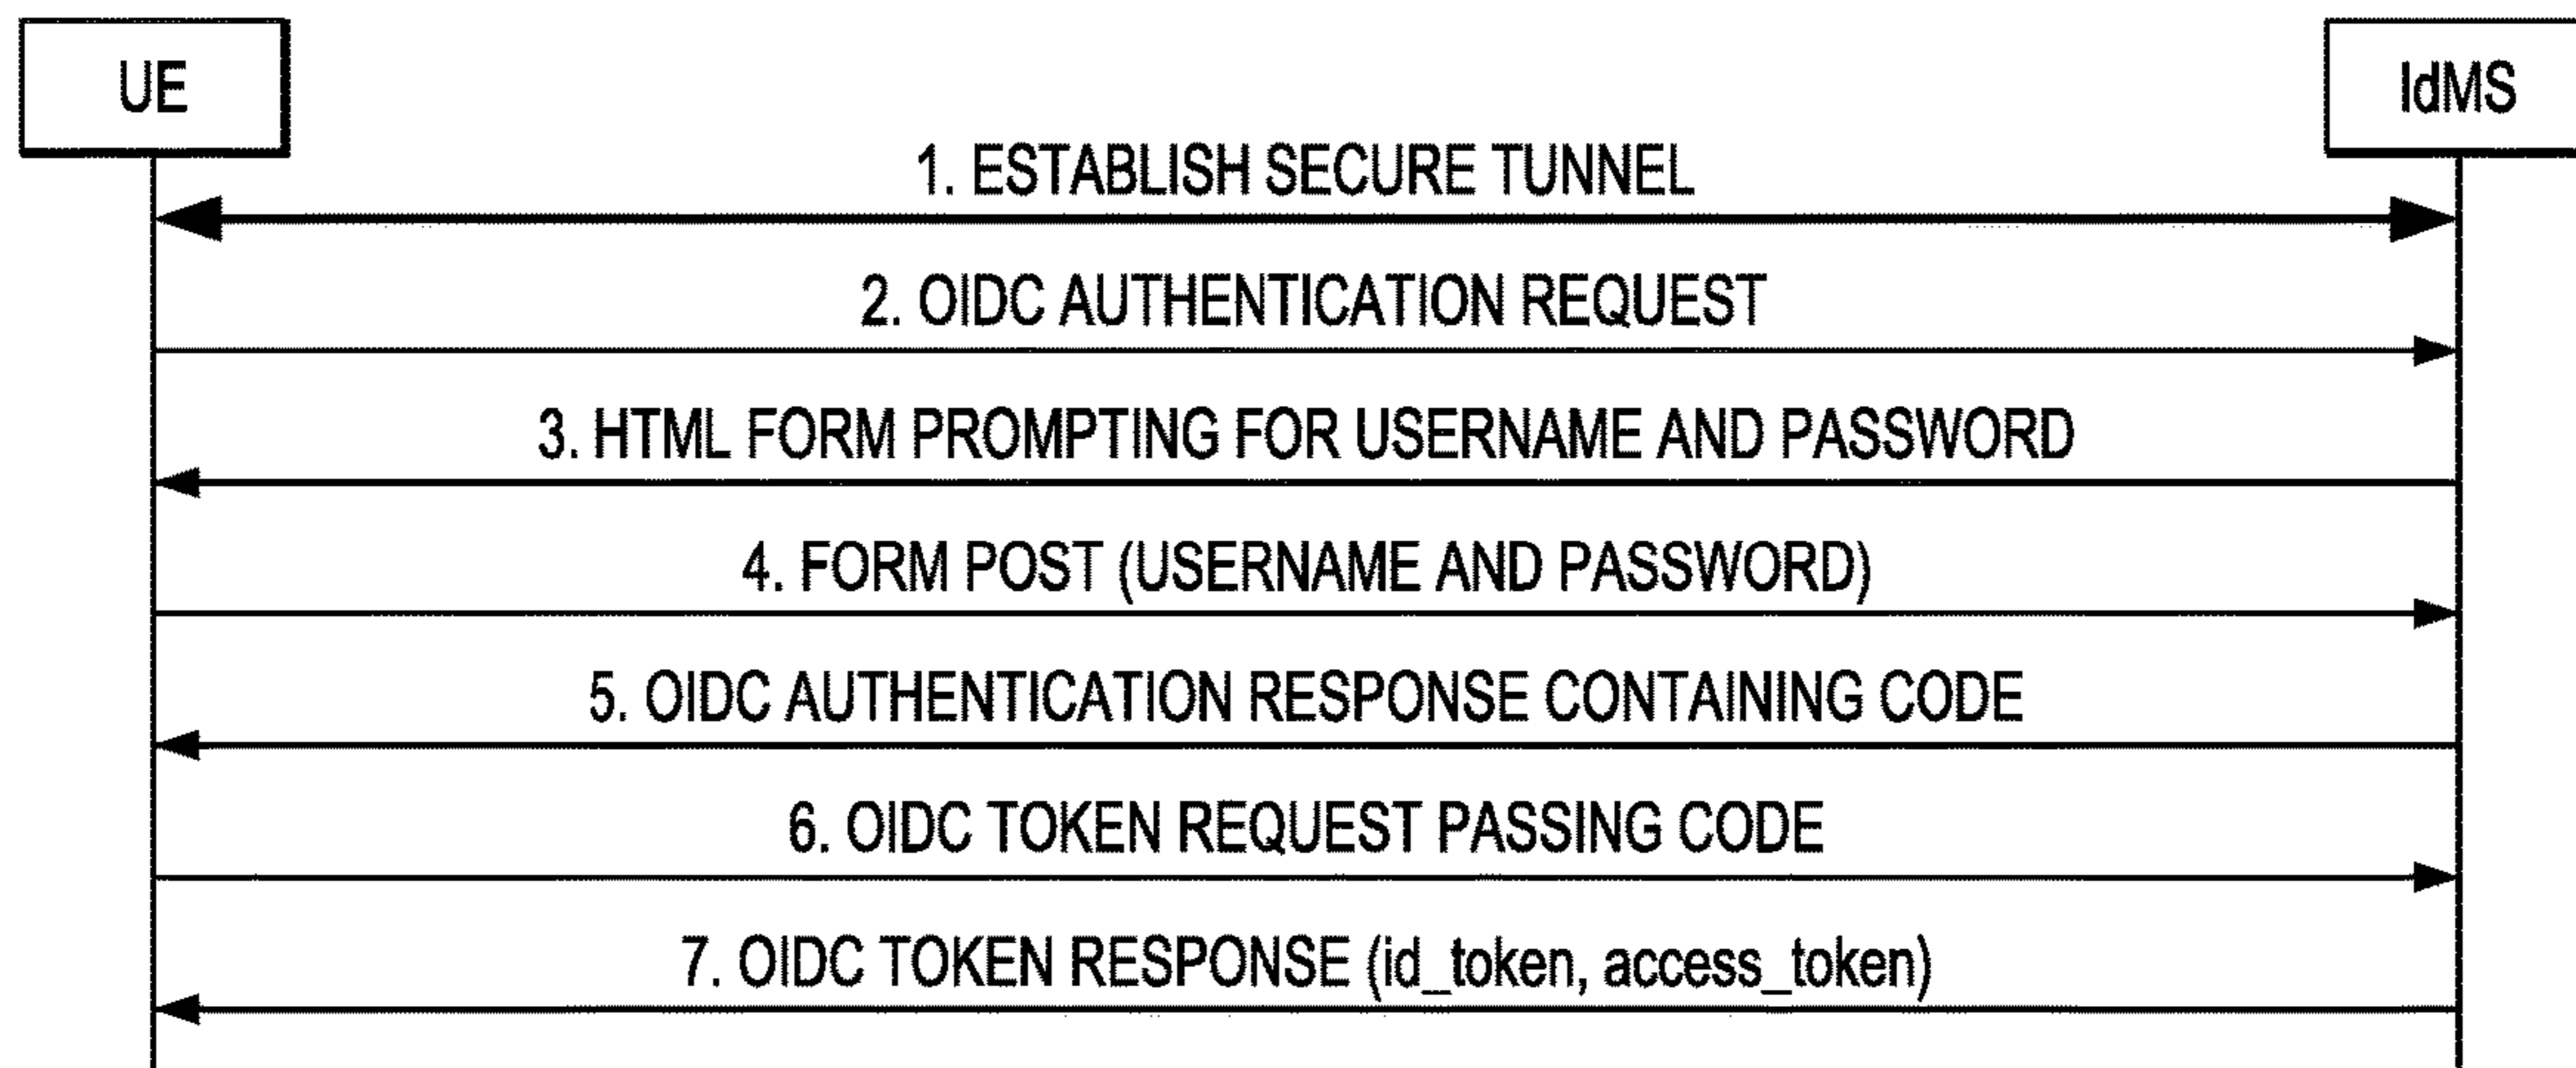 UE
IdMS
1. ESTABLISH SECURE TUNNEL
2. OIDC AUTHENTICATION REQUEST
3. HTML FORM PROMPTING FOR USERNAME AND PASSWORD
4. FORM POST (USERNAME AND PASSWORD)
5. OIDC AUTHENTICATION RESPONSE CONTAINING CODE
6. OIDC TOKEN REQUEST PASSING CODE
7. OIDC TOKEN RESPONSE (id_token, access_token)